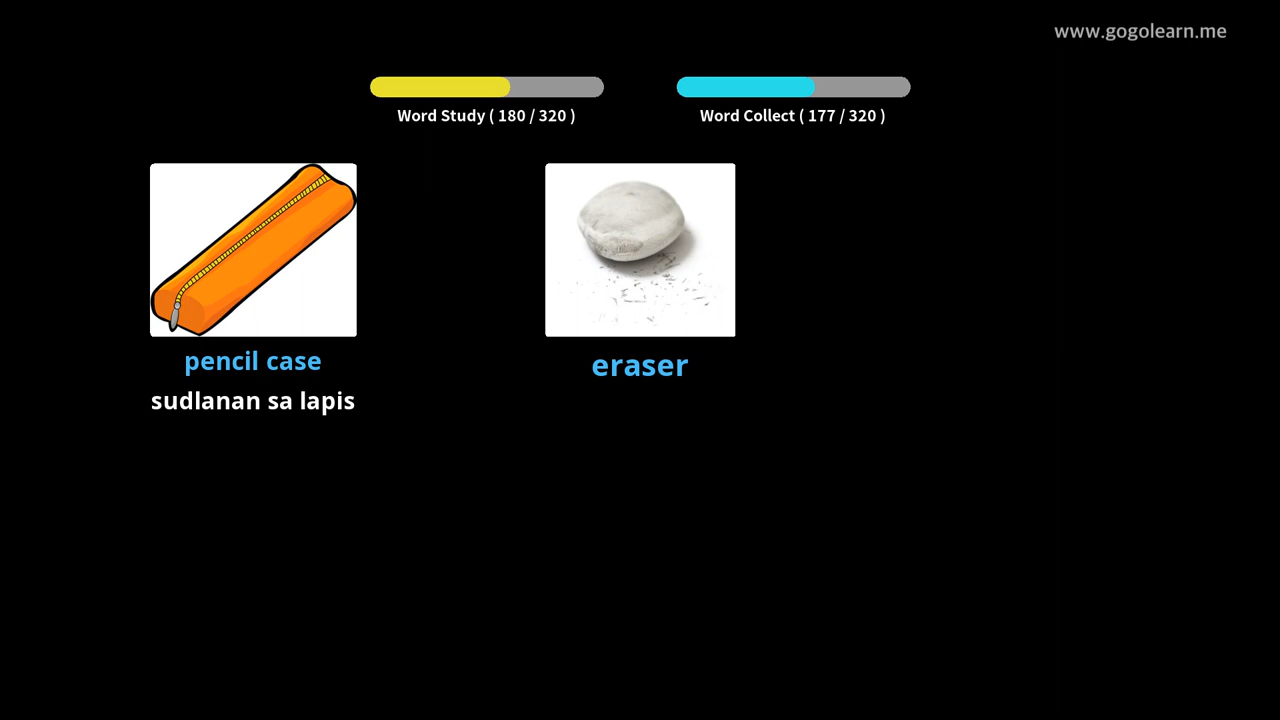 www.gogolearn.me
Word Study ( 180 / 320 )
Word Collect ( 177 / 320 )
pencil case
sudlanan sa lapis
eraser